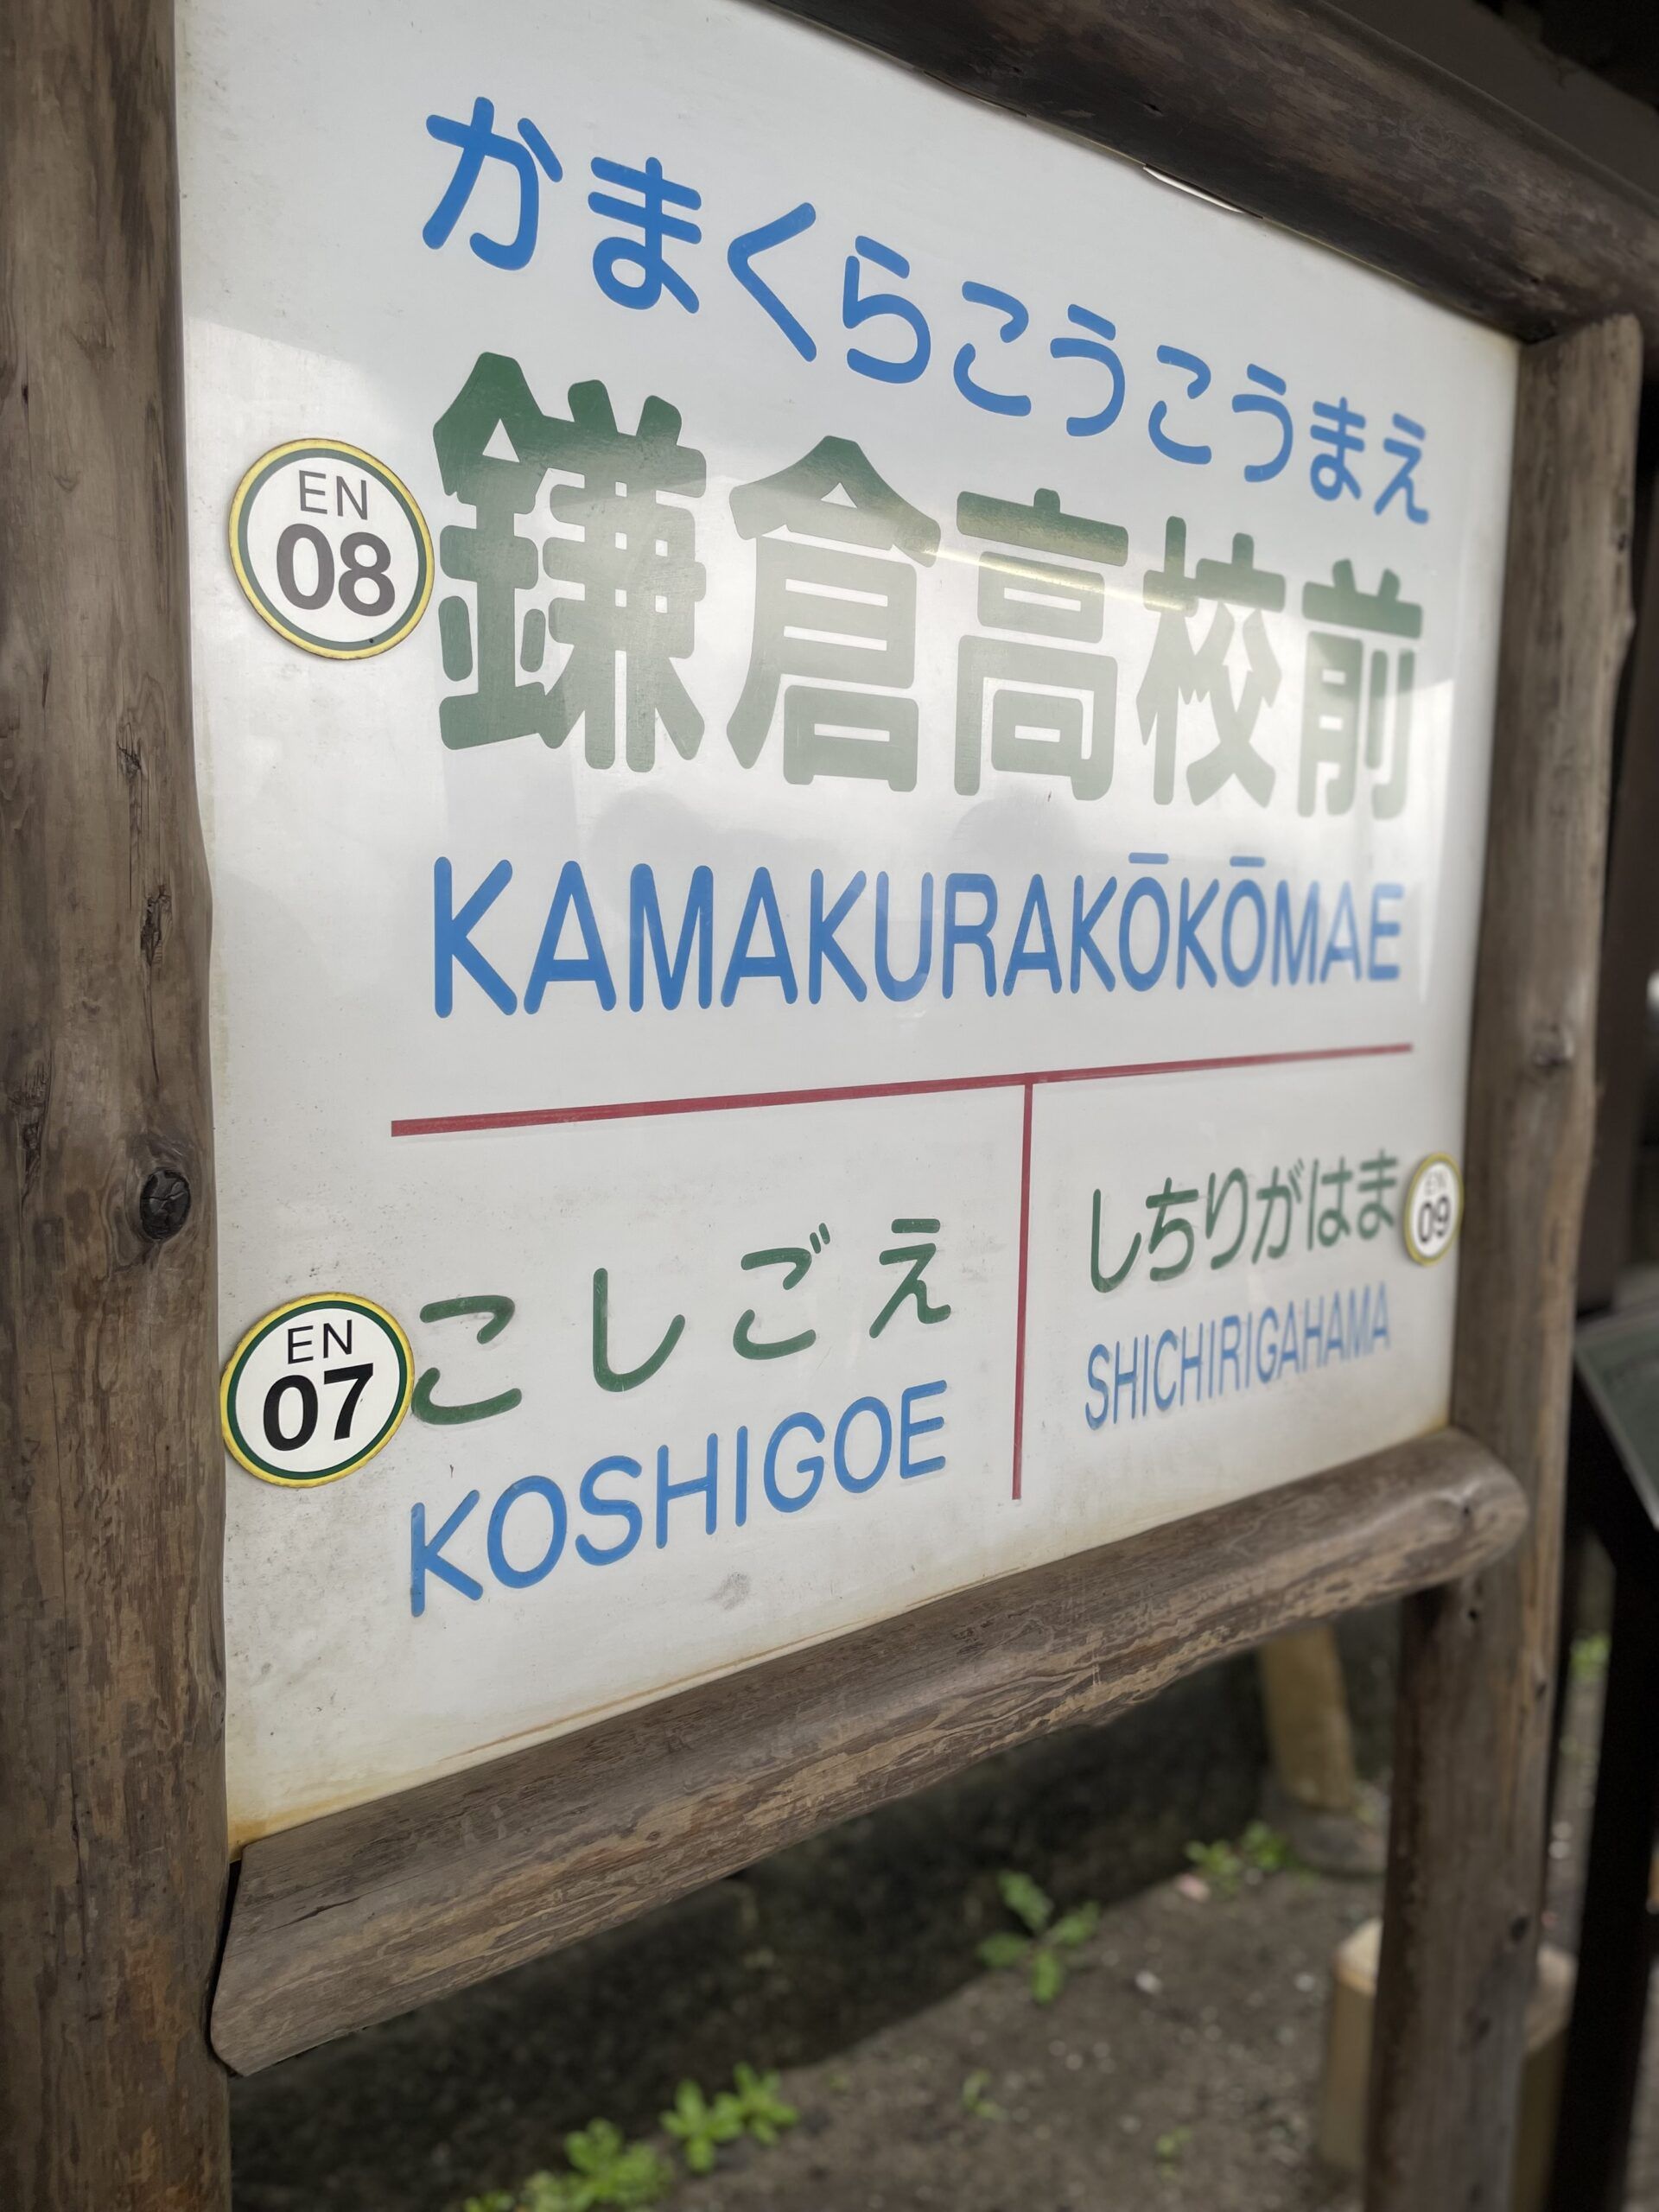 かまくらこうこうまえ
EN
08
鎌倉高校前
KAMAKURAKŌKŌMAE
EN
07
こしごえ
KOSHIGOE
しちりがはま
EN
09
SHICHIRIGAHAMA